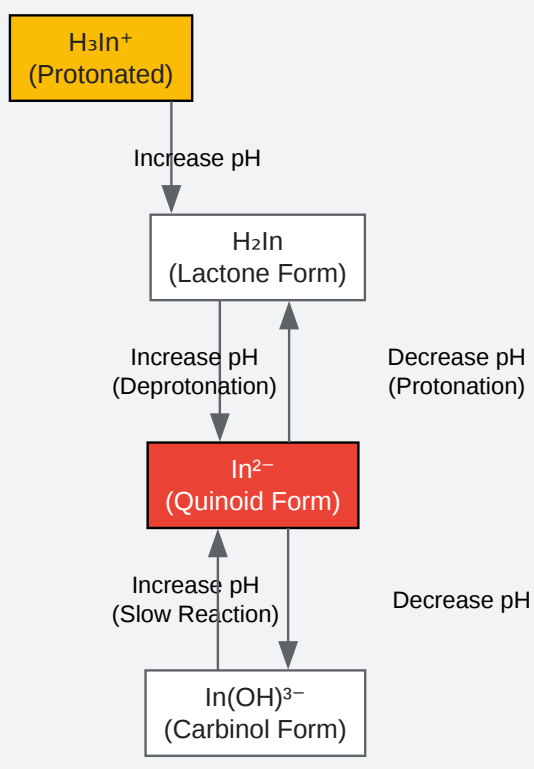 H₃In⁺
(Protonated)
Increase pH
H₂In
(Lactone Form)
Increase pH
(Deprotonation)
Decrease pH
(Protonation)
In²⁻
(Quinoid Form)
Increase pH
(Slow Reaction)
Decrease pH
In(OH)³⁻
(Carbinol Form)